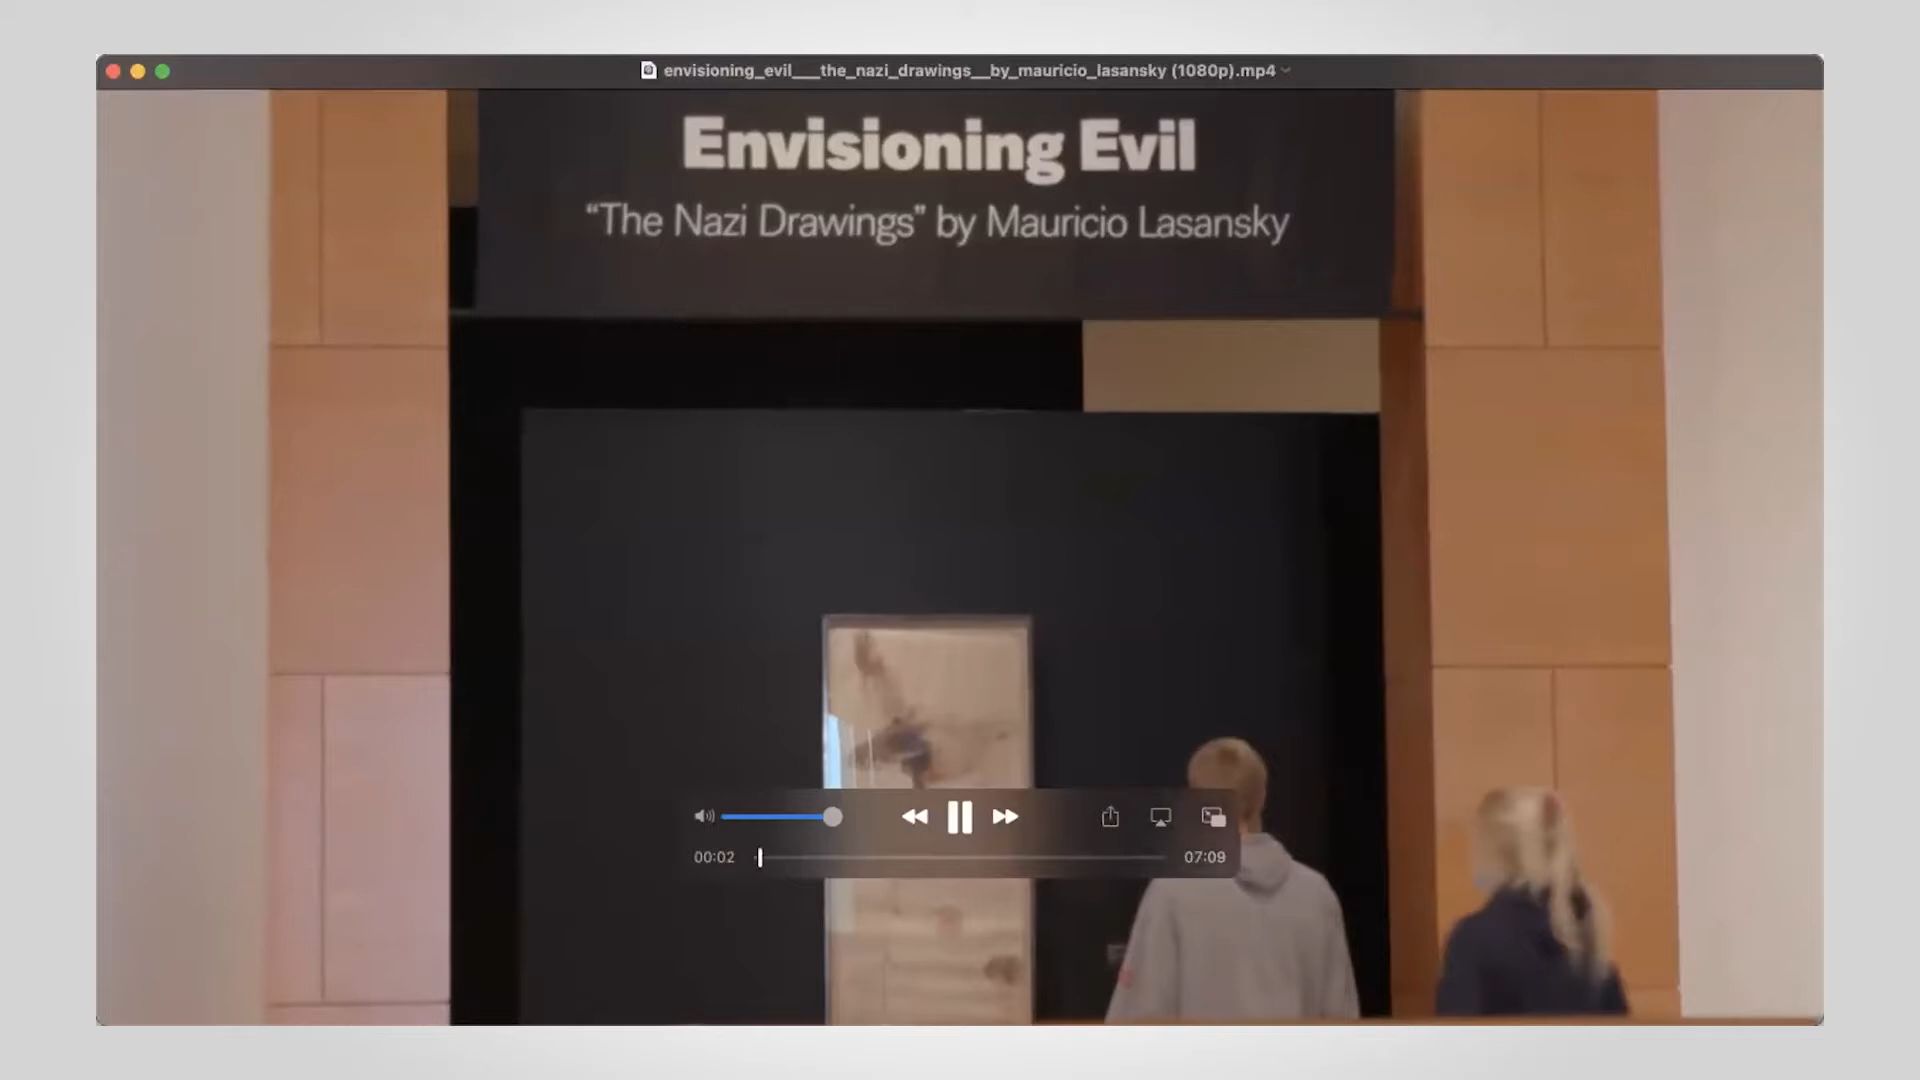 envisioning_evil___the_nazi_drawings__by_mauricio_lasansky (1080p).mp4
Envisioning Evil
“The Nazi Drawings” by Mauricio Lasansky
00:02
07:09